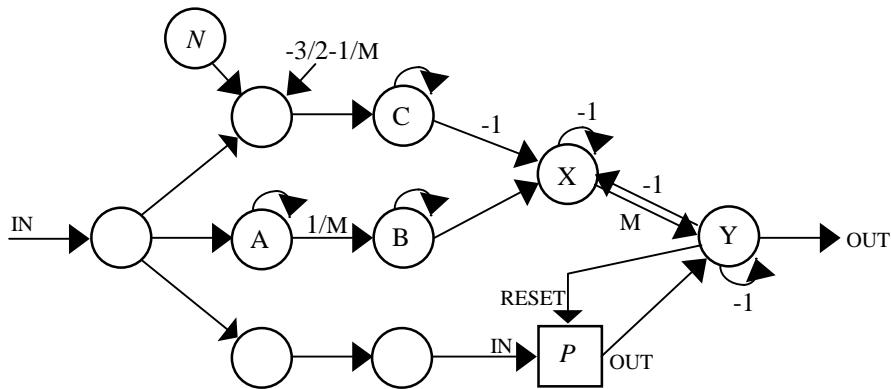 N
-3/2-1/M
C
-1
-1
X
-1
M
IN
A
1/M
B
Y
OUT
-1
RESET
IN
P
OUT